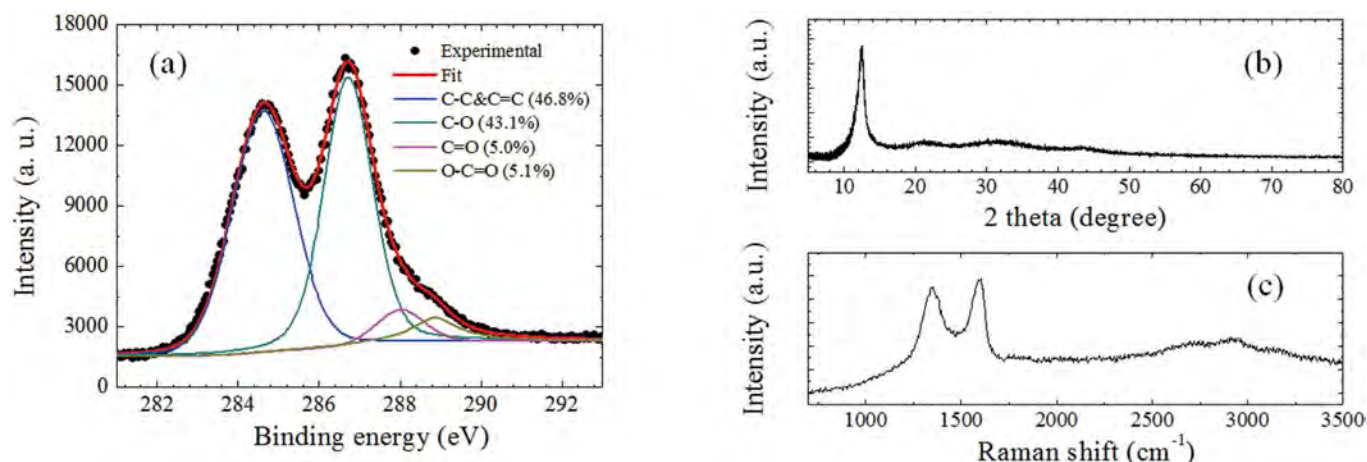 18000
15000
12000
9000
6000
3000
0
Intensity (a. u.)
(a)
Experimental
Fit
C-C&C=C (46.8%)
C-O (43.1%)
C=O (5.0%)
O-C=O (5.1%)
282 284 286 288 290 292
Binding energy (eV)
Intensity (a.u.)
(b)
10 20 30 40 50 60 70 80
2 theta (degree)
Intensity (a.u.)
(c)
1000 1500 2000 2500 3000 3500
Raman shift (cm⁻¹)